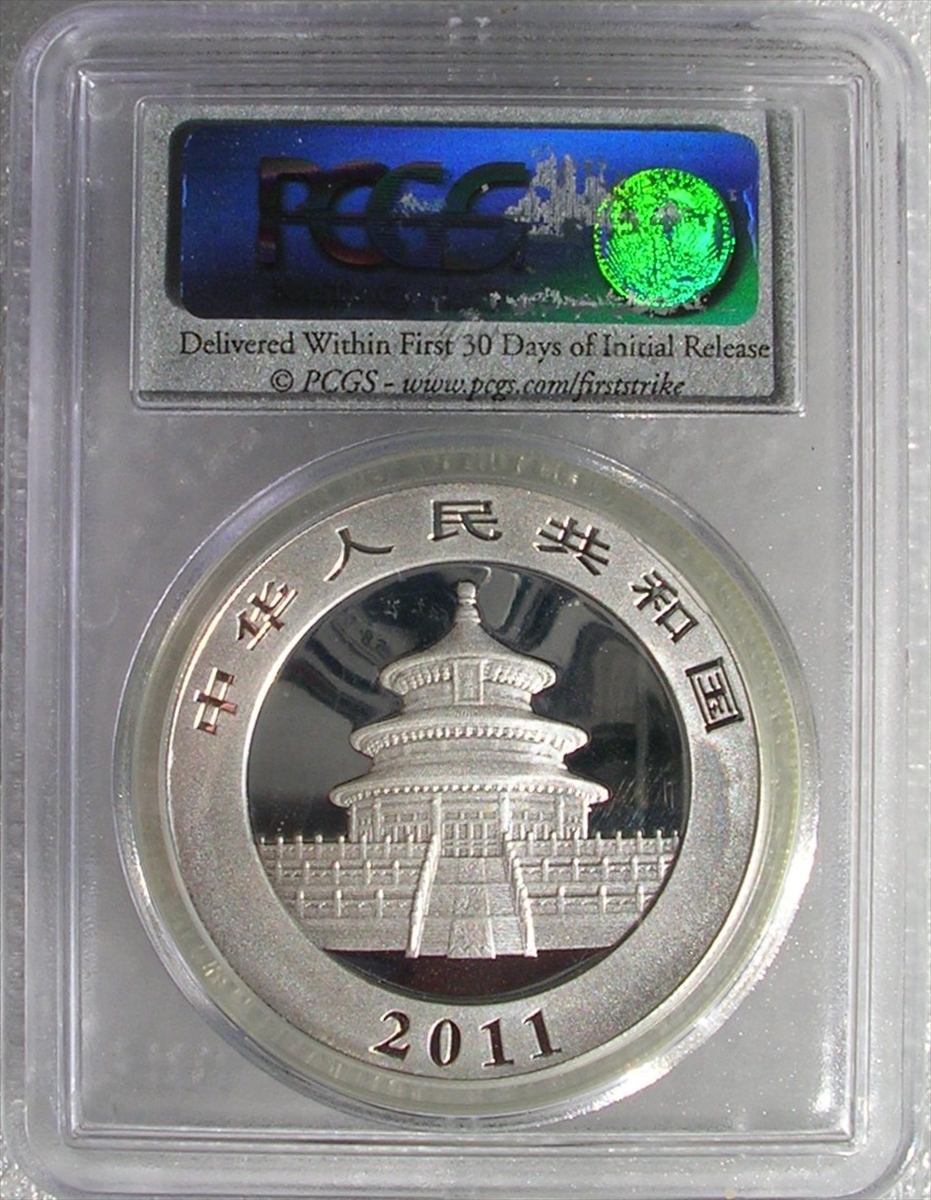 PCGS
Delivered Within First 30 Days of Initial Release
© PCGS - www.pcgs.com/firststrike
中华人民共和国
2011